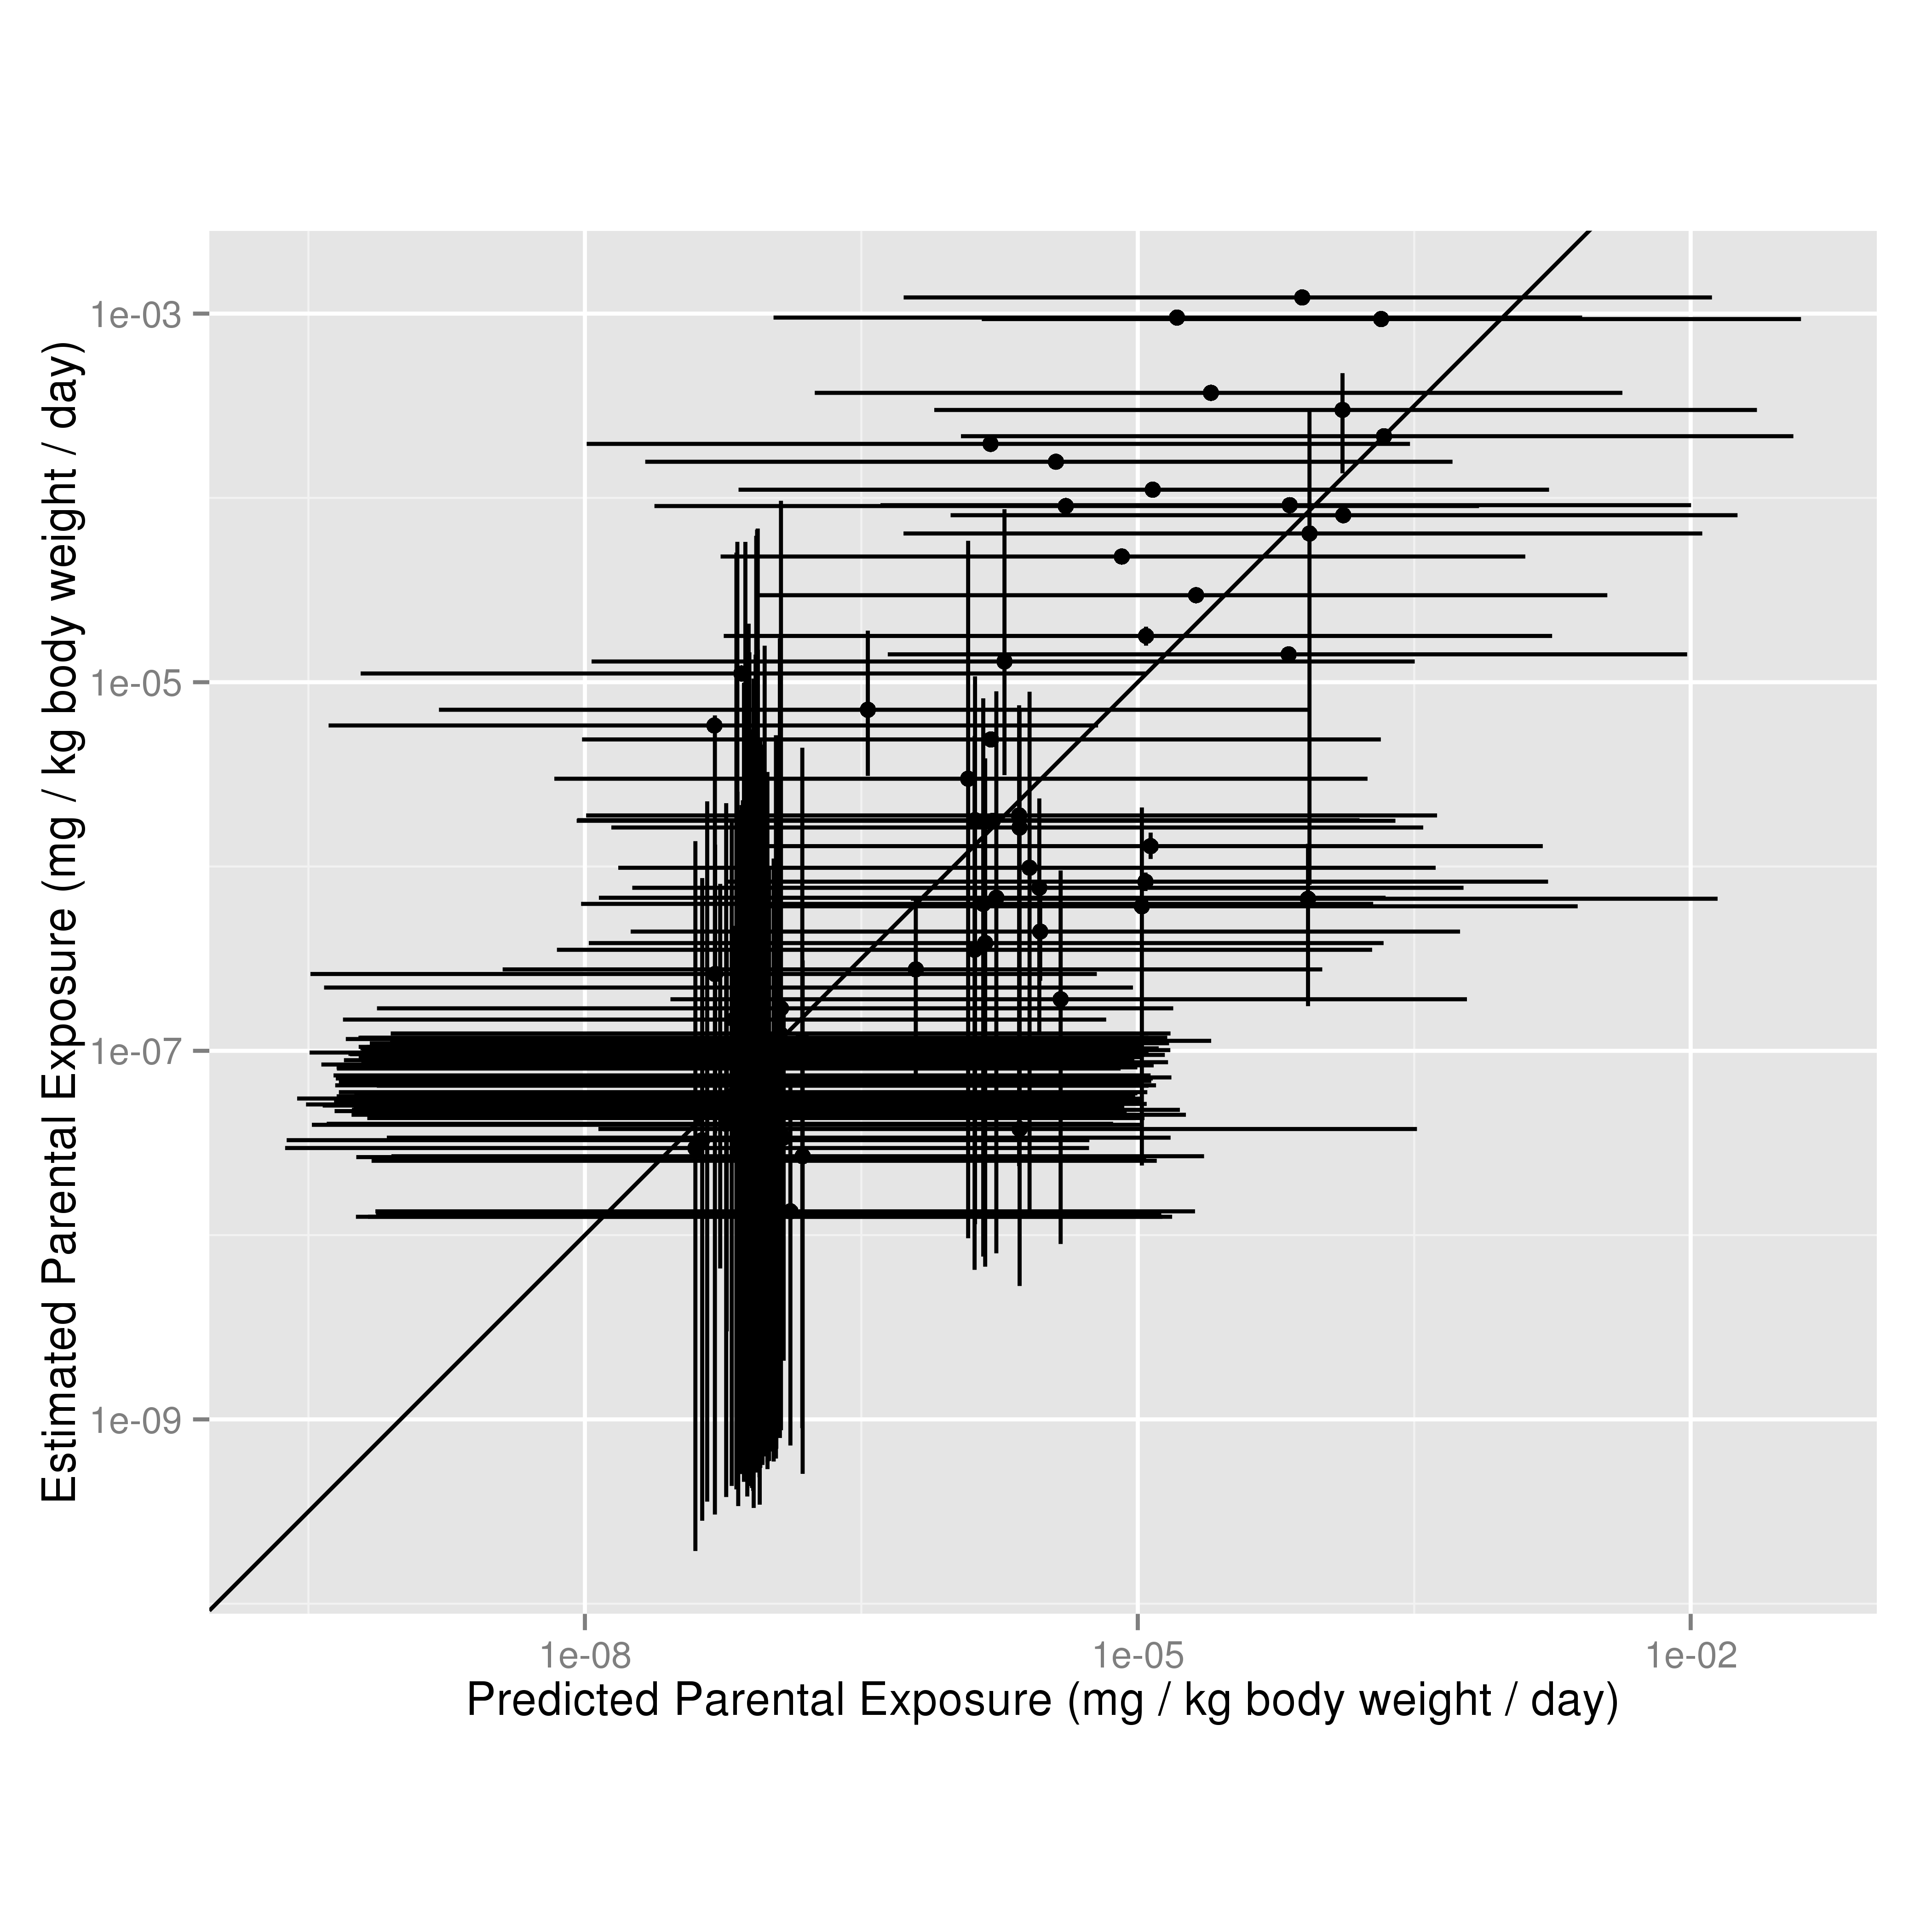 Estimated Parental Exposure (mg / kg body weight / day)
1e-03
1e-05
1e-07
1e-09
1e-08
1e-05
1e-02
Predicted Parental Exposure (mg / kg body weight / day)